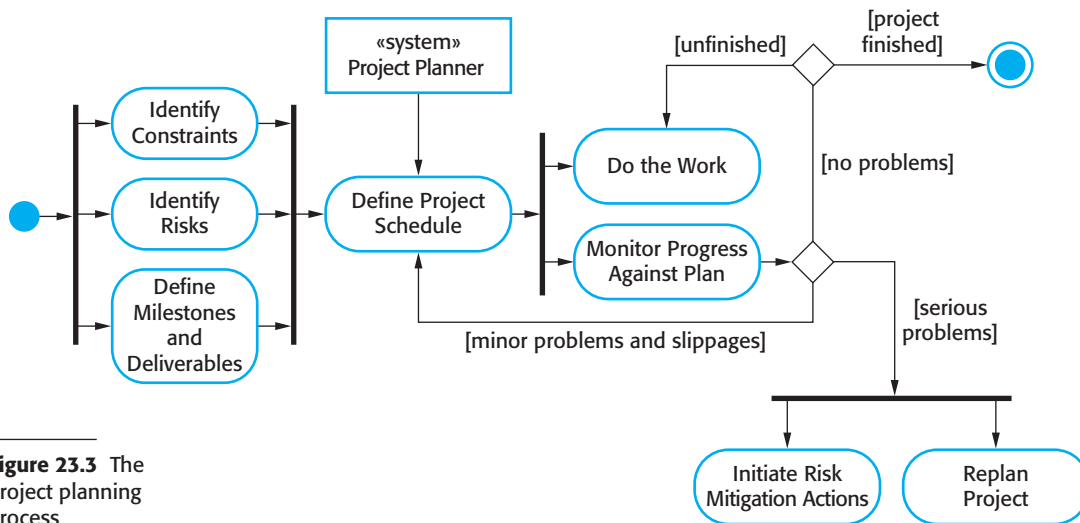 «system»
Project Planner
[unfinished]
[project
finished]
Identify
Constraints
Identify
Risks
Define
Milestones
and
Deliverables
Define Project
Schedule
Do the Work
Monitor Progress
Against Plan
[no problems]
[minor problems and slippages]
[serious
problems]
Initiate Risk
Mitigation Actions
Replan
Project
igure 23.3 The
roject planning
rocess